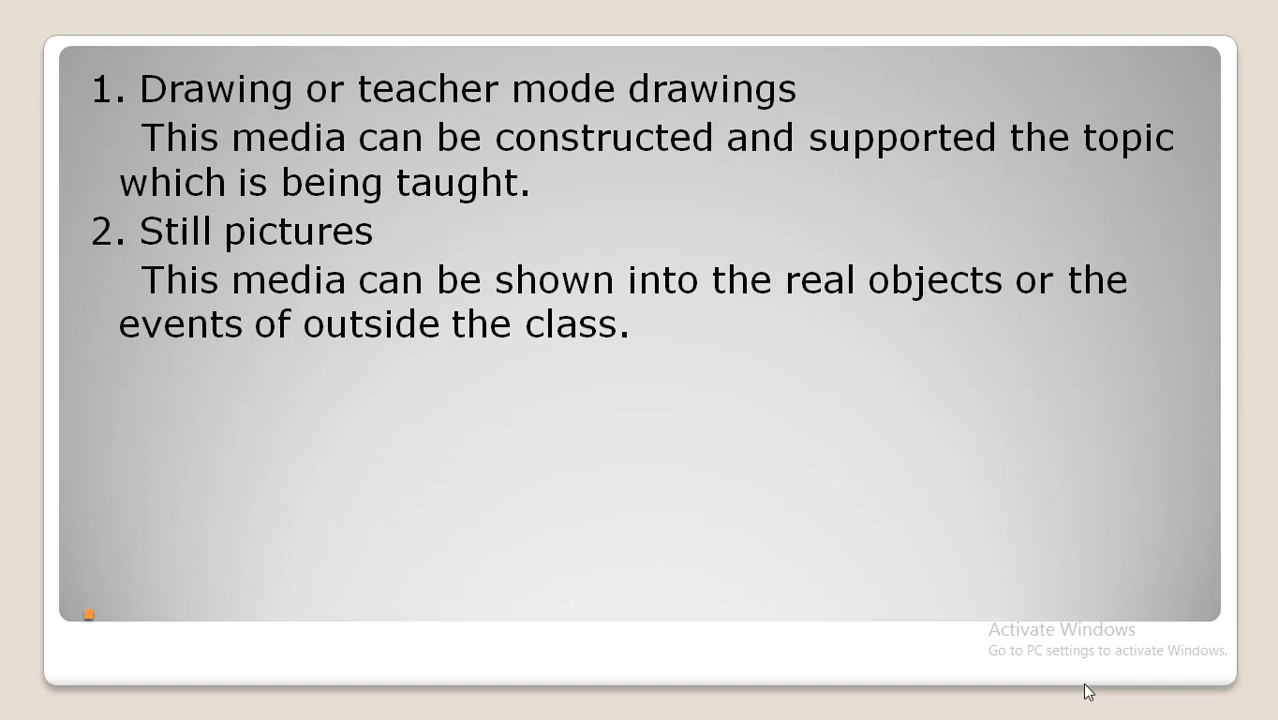 1. Drawing or teacher mode drawings
This media can be constructed and supported the topic
which is being taught.
2. Still pictures
This media can be shown into the real objects or the
events of outside the class.
Activate Windows
Go to PC settings to activate Windows.